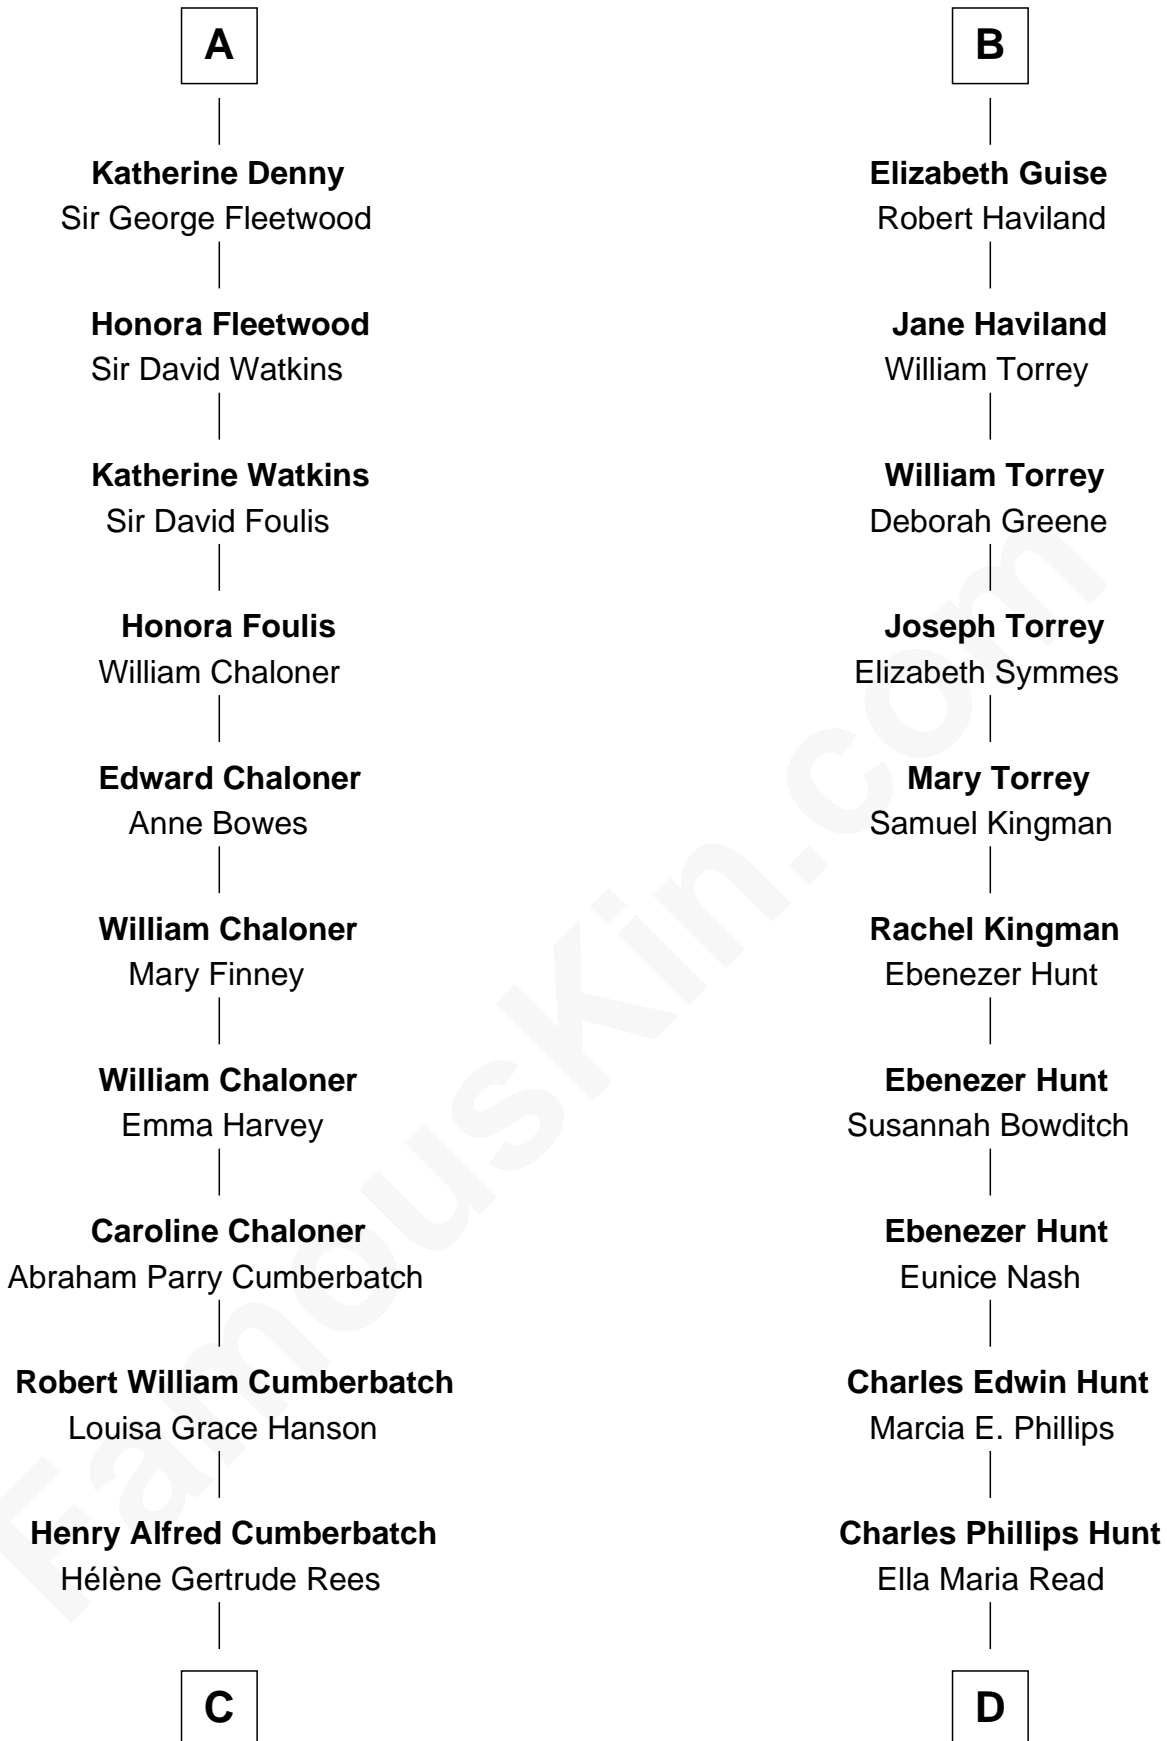 A
Katherine Denny
Sir George Fleetwood
Honora Fleetwood
Sir David Watkins
Katherine Watkins
Sir David Foulis
Honora Foulis
William Chaloner
Edward Chaloner
Anne Bowes
William Chaloner
Mary Finney
William Chaloner
Emma Harvey
Caroline Chaloner
Abraham Parry Cumberbatch
Robert William Cumberbatch
Louisa Grace Hanson
Henry Alfred Cumberbatch
Hélène Gertrude Rees
C
B
Elizabeth Guise
Robert Haviland
Jane Haviland
William Torrey
William Torrey
Deborah Greene
Joseph Torrey
Elizabeth Symmes
Mary Torrey
Samuel Kingman
Rachel Kingman
Ebenezer Hunt
Ebenezer Hunt
Susannah Bowditch
Ebenezer Hunt
Eunice Nash
Charles Edwin Hunt
Marcia E. Phillips
Charles Phillips Hunt
Ella Maria Read
D
FamousKin.com